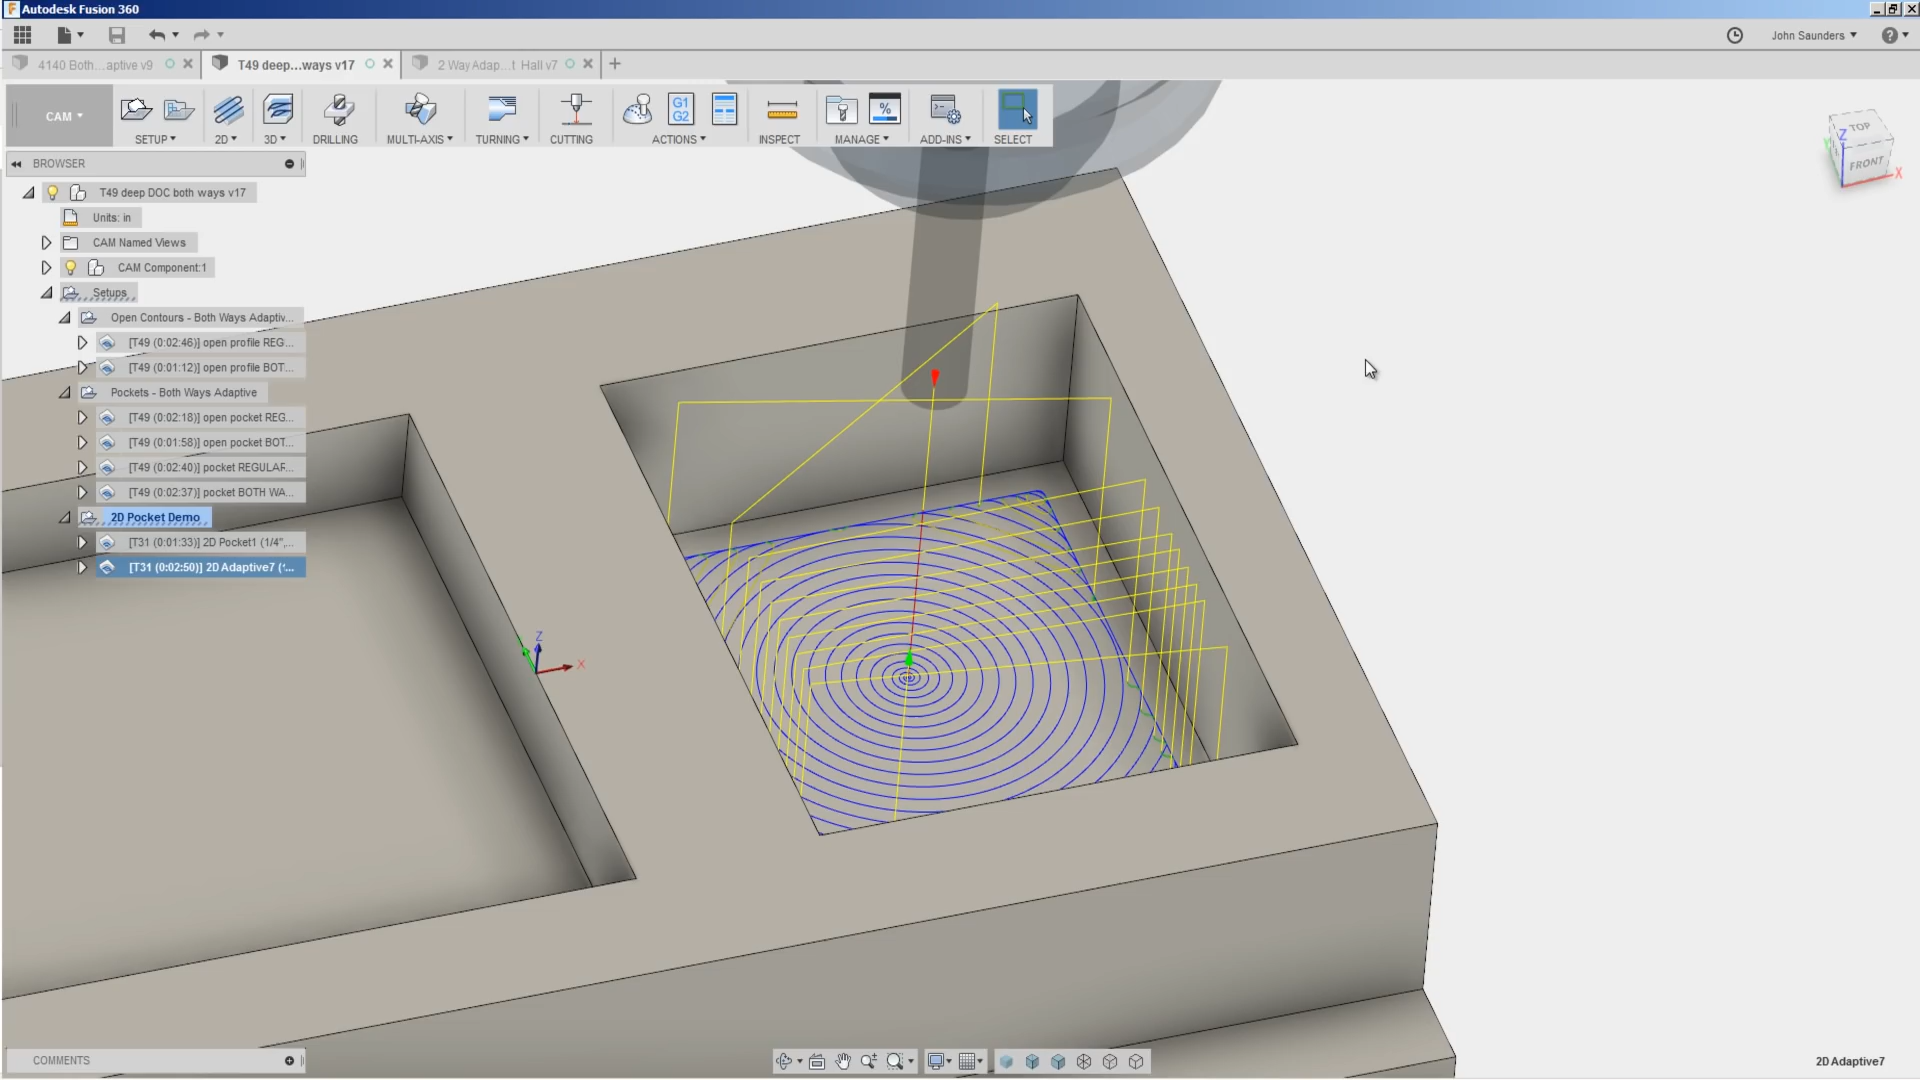 Autodesk Fusion 360
John Saunders
4140 Both...aptive v9
T49 deep...ways v17
2 Way Adap...t Hall v7
CAM
G1
G2
%
SETUP
2D
3D
DRILLING
MULTI-AXIS
TURNING
CUTTING
ACTIONS
INSPECT
MANAGE
ADD-INS
SELECT
BROWSER
T49 deep DOC both ways v17
Units: in
CAM Named Views
CAM Component:1
Setups
Open Contours - Both Ways Adaptiv...
[T49 (0:02:46)] open profile REG...
[T49 (0:01:12)] open profile BOT...
Pockets - Both Ways Adaptive
[T49 (0:02:18)] open pocket REG...
[T49 (0:01:58)] open pocket BOT...
[T49 (0:02:40)] pocket REGULAR...
[T49 (0:02:37)] pocket BOTH WA...
2D Pocket Demo
[T31 (0:01:33)] 2D Pocket1 (1/4",...
[T31 (0:02:50)] 2D Adaptive7 ('...
TOP
FRONT
Z
X
Z
X
COMMENTS
2D Adaptive7